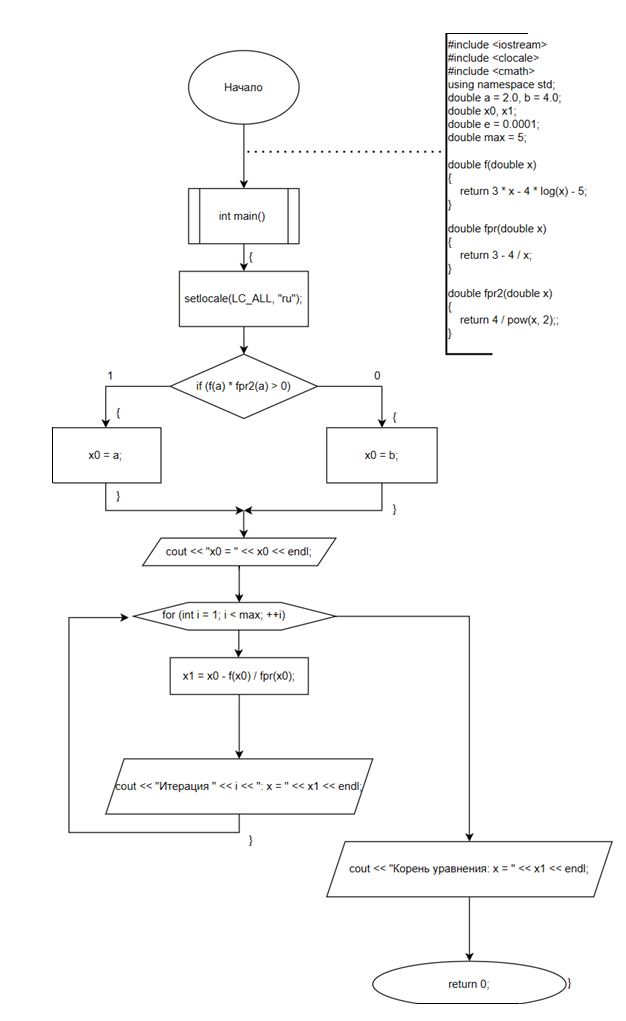 Начало
#include <iostream>
#include <clocale>
#include <cmath>
using namespace std;
double a = 2.0, b = 4.0;
double x0, x1;
double e = 0.0001;
double max = 5;
double f(double x)
{
return 3 * x - 4 * log(x) - 5;
}
double fpr(double x)
{
return 3 - 4 / x;
}
double fpr2(double x)
{
return 4 / pow(x, 2);;
}
int main()
{
setlocale(LC_ALL, "ru");
if (f(a) * fpr2(a) > 0)
1
0
{
{
x0 = a;
x0 = b;
}
}
cout << "x0 = " << x0 << endl;
for (int i = 1; i < max; ++i)
x1 = x0 - f(x0) / fpr(x0);
cout << "Итерация " << i << ": x = " << x1 << endl;
}
cout << "Корень уравнения: x = " << x1 << endl;
return 0;
}